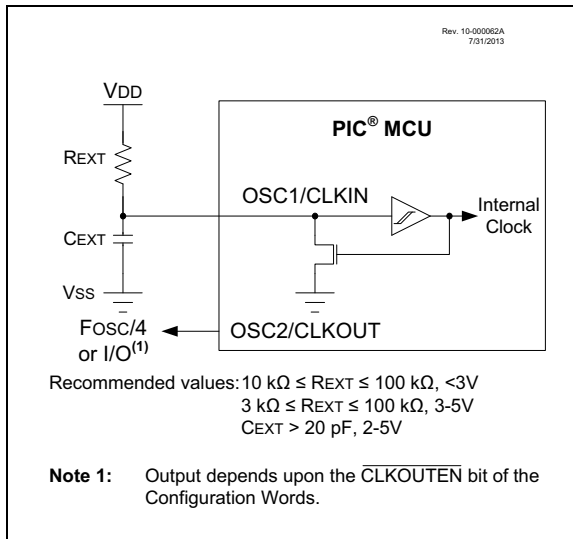 Rev. 10-000062A
7/31/2013
VDD
PIC® MCU
REXT
OSC1/CLKIN
Internal
Clock
CEXT
VSS
FOSC/4
or I/O(1)
OSC2/CLKOUT
Recommended values: 10 kΩ ≤ REXT ≤ 100 kΩ, <3V
3 kΩ ≤ REXT ≤ 100 kΩ, 3-5V
CEXT > 20 pF, 2-5V
Note 1: Output depends upon the CLKOUTEN bit of the
Configuration Words.